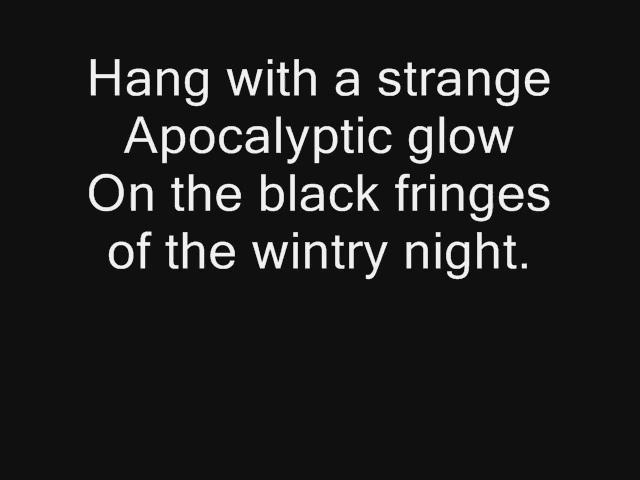 Hang with a strange
Apocalyptic glow
On the black fringes
of the wintry night.